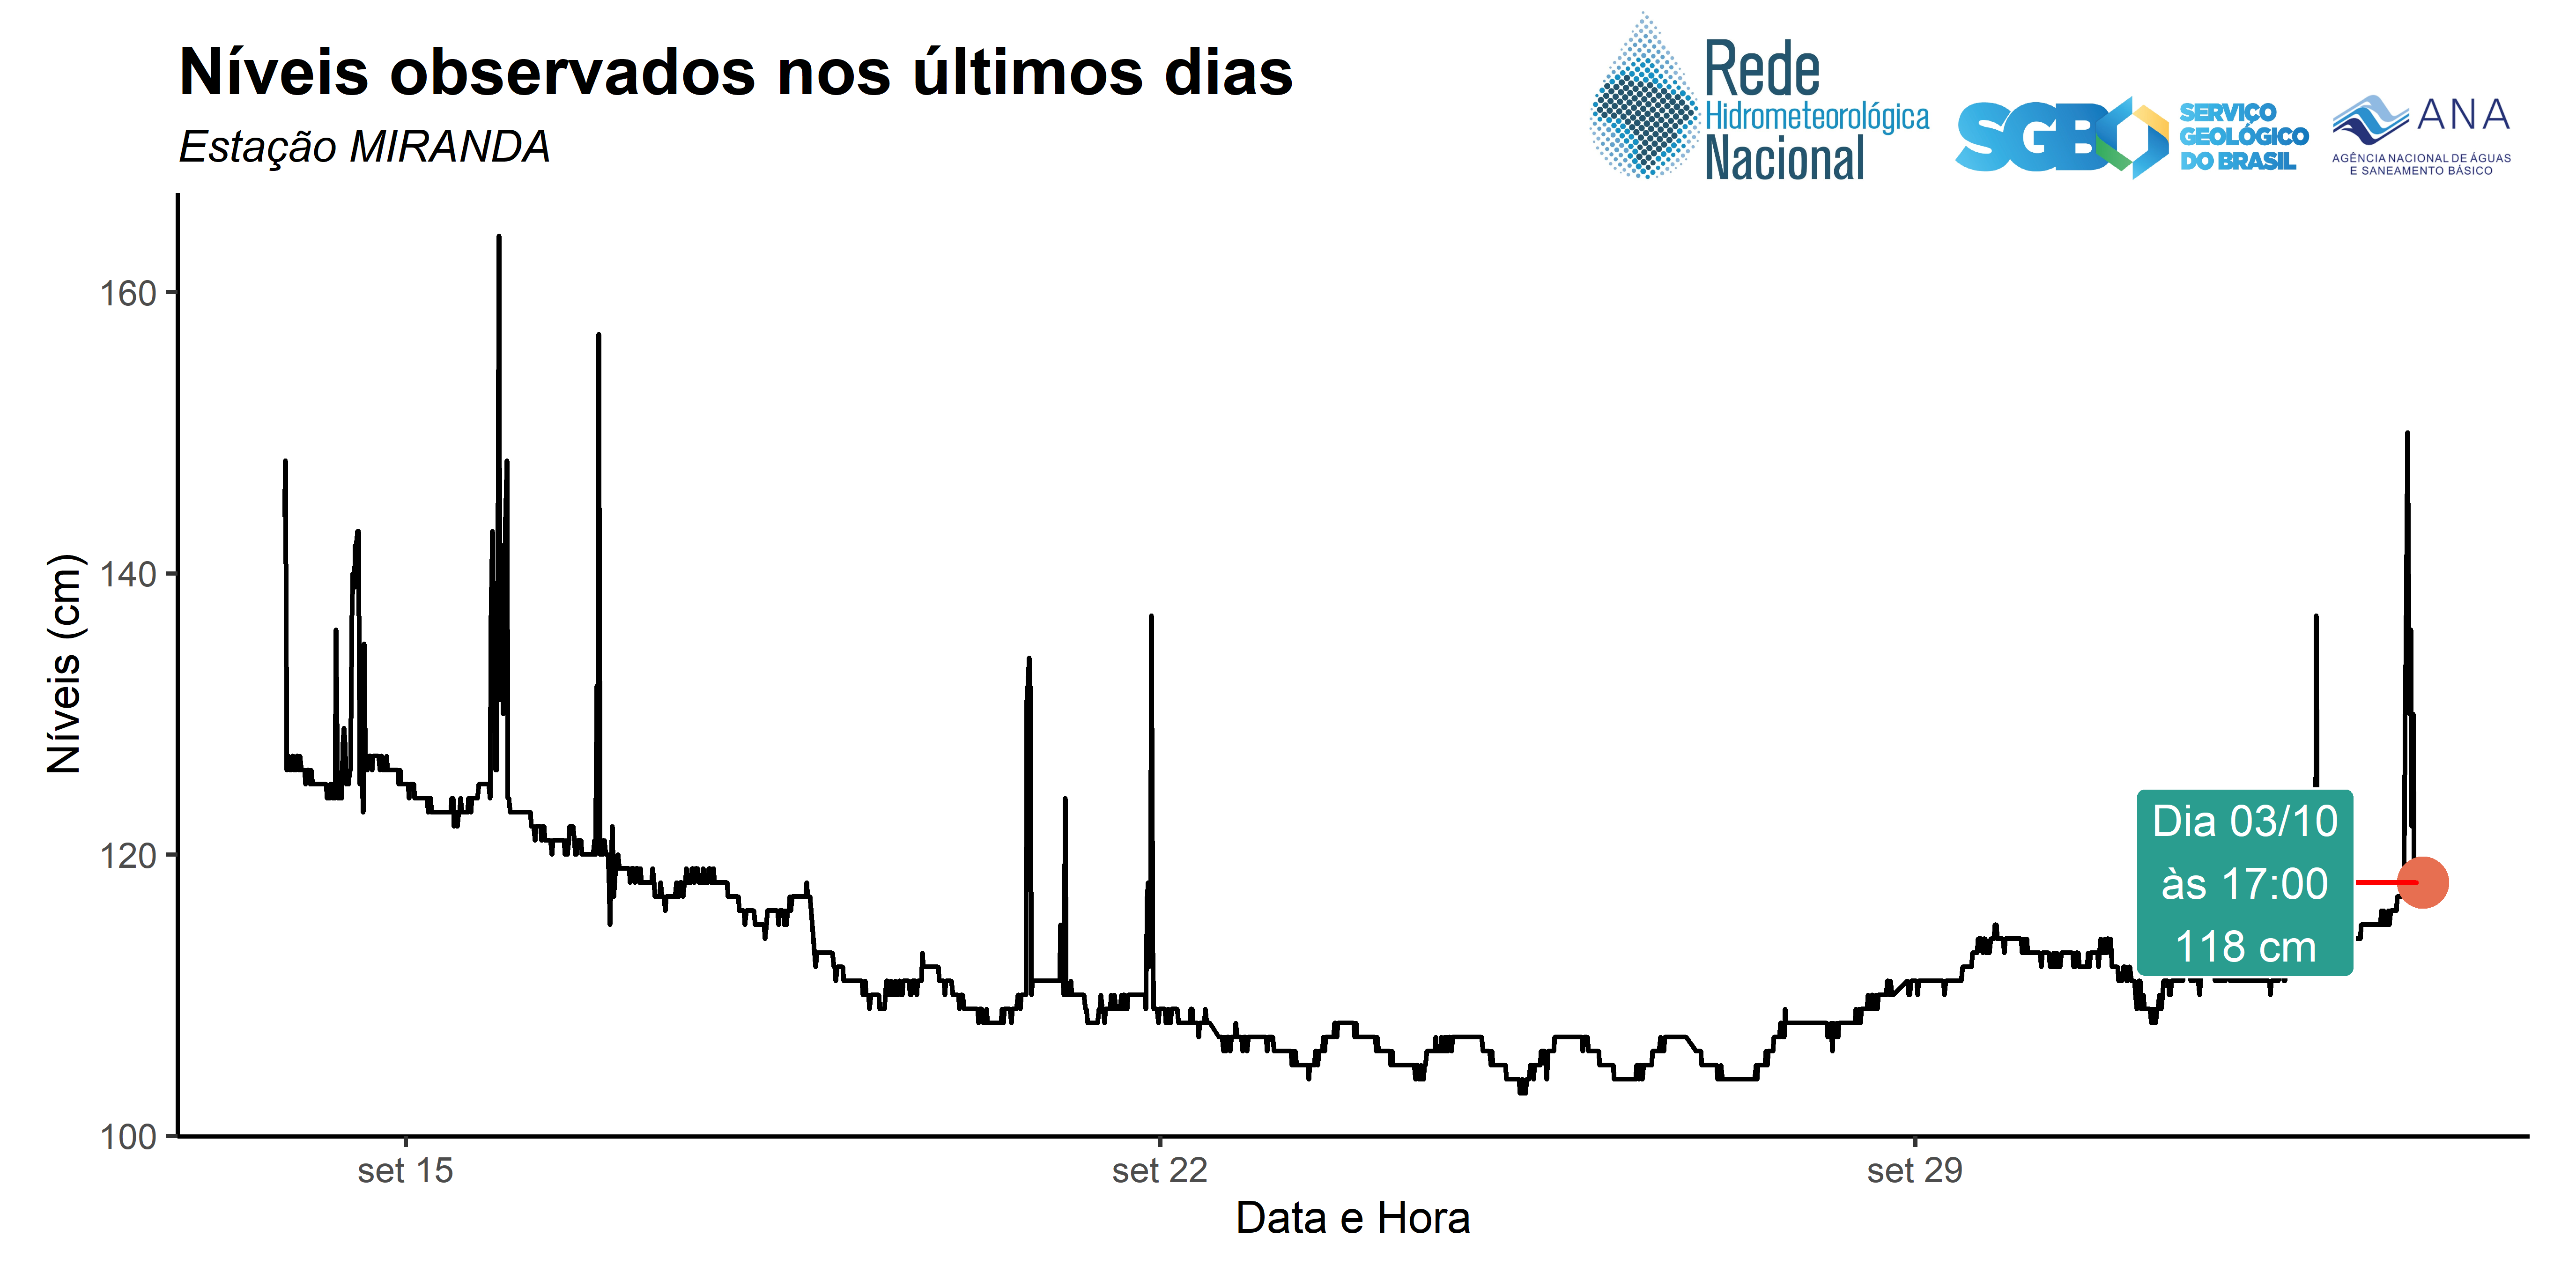 Níveis observados nos últimos dias
Estação MIRANDA
Rede
Hidrometeorológica
Nacional
SGB
SERVIÇO
GEOLÓGICO
DO BRASIL
ANA
AGÊNCIA NACIONAL DE ÁGUAS
E SANEAMENTO BÁSICO
Níveis (cm)
160
140
120
100
Dia 03/10
às 17:00
118 cm
set 15
set 22
set 29
Data e Hora